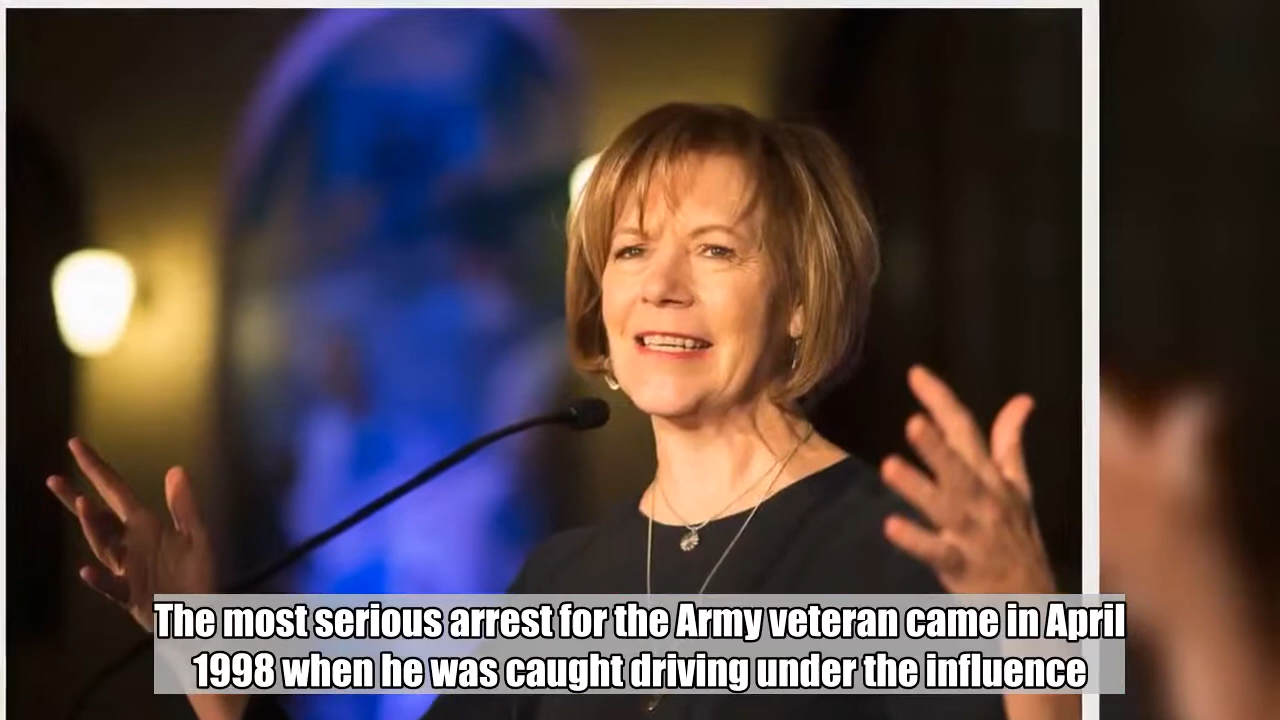 The most serious arrest for the Army veteran came in April
1998 when he was caught driving under the influence